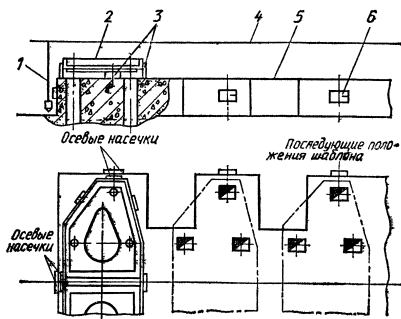 2
3
4
5
6
1
Осевые насечки
Последующие поло-
жения шаблона
Осевые
насечки